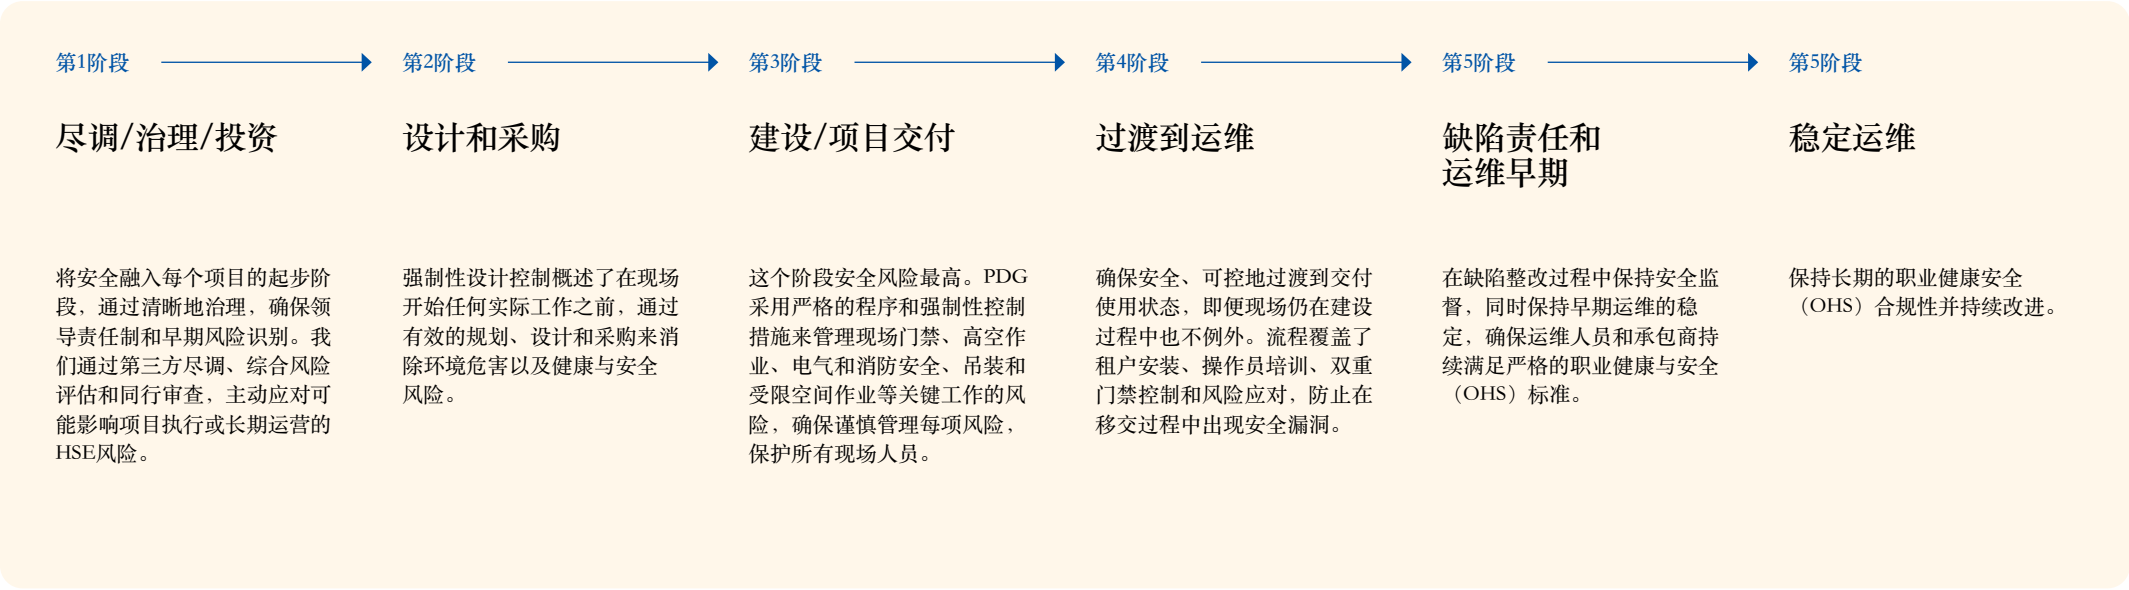 第1阶段
尽调/治理/投资
将安全融入每个项目的起步阶
段，通过清晰地治理，确保领
导责任制和早期风险识别。我
们通过第三方尽调、综合风险
评估和同行审查，主动应对可
能影响项目执行或长期运营的
HSE风险。
第2阶段
设计和采购
强制性设计控制概述了在现场
开始任何实际工作之前，通过
有效的规划、设计和采购来消
除环境危害以及健康与安全
风险。
第3阶段
建设/项目交付
这个阶段安全风险最高。PDG
采用严格的程序和强制性控制
措施来管理现场门禁、高空作
业、电气和消防安全、吊装和
受限空间作业等关键工作的风
险，确保谨慎管理每项风险，
保护所有现场人员。
第4阶段
过渡到运维
确保安全、可控地过渡到交付
使用状态，即便现场仍在建设
过程中也不例外。流程覆盖了
租户安装、操作员培训、双重
门禁控制和风险应对，防止在
移交过程中出现安全漏洞。
第5阶段
缺陷责任和
运维早期
在缺陷整改过程中保持安全监
督，同时保持早期运维的稳
定，确保运维人员和承包商持
续满足严格的职业健康与安全
（OHS）标准。
第5阶段
稳定运维
保持长期的职业健康安全
（OHS）合规性并持续改进。